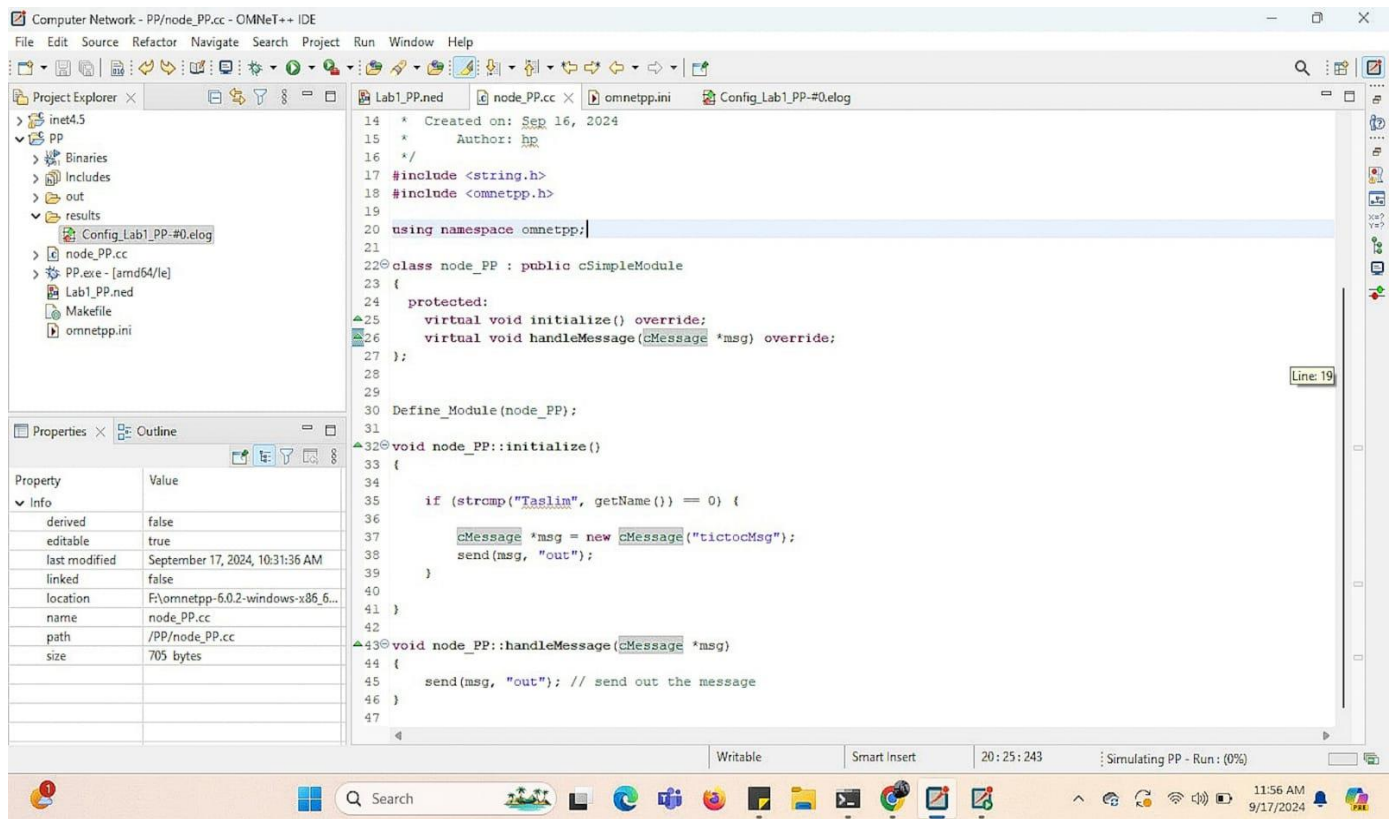 Computer Network - PP/node_PP.cc - OMNeT++ IDE
File Edit Source Refactor Navigate Search Project Run Window Help
Project Explorer
inet4.5
PP
Binaries
Includes
out
results
Config_Lab1_PP-#0.elog
node_PP.cc
PP.exe - [amd64/le]
Lab1_PP.ned
Makefile
omnetpp.ini
Properties Outline
Property Value
Info
derived false
editable true
last modified September 17, 2024, 10:31:36 AM
linked false
location F:\omnetpp-6.0.2-windows-x86_6...
name node_PP.cc
path /PP/node_PP.cc
size 705 bytes
Lab1_PP.ned node_PP.cc omnetpp.ini Config_Lab1_PP-#0.elog
14 * Created on: Sep 16, 2024
15 * Author: hp
16 */
17 #include <string.h>
18 #include <omnetpp.h>
19
20 using namespace omnetpp;
21
22 class node_PP : public cSimpleModule
23 {
24 protected:
25 virtual void initialize() override;
26 virtual void handleMessage(cMessage *msg) override;
27 };
28
29
30 Define_Module(node_PP);
31
32 void node_PP::initialize()
33 {
34
35 if (strcmp("Taslim", getName()) == 0) {
36
37 cMessage *msg = new cMessage("tictocMsg");
38 send(msg, "out");
39 }
40
41 }
42
43 void node_PP::handleMessage(cMessage *msg)
44 {
45 send(msg, "out"); // send out the message
46 }
47
Line: 19
Writable Smart Insert 20 : 25 : 243 Simulating PP - Run : (0%)
1
Search
11:56 AM
9/17/2024